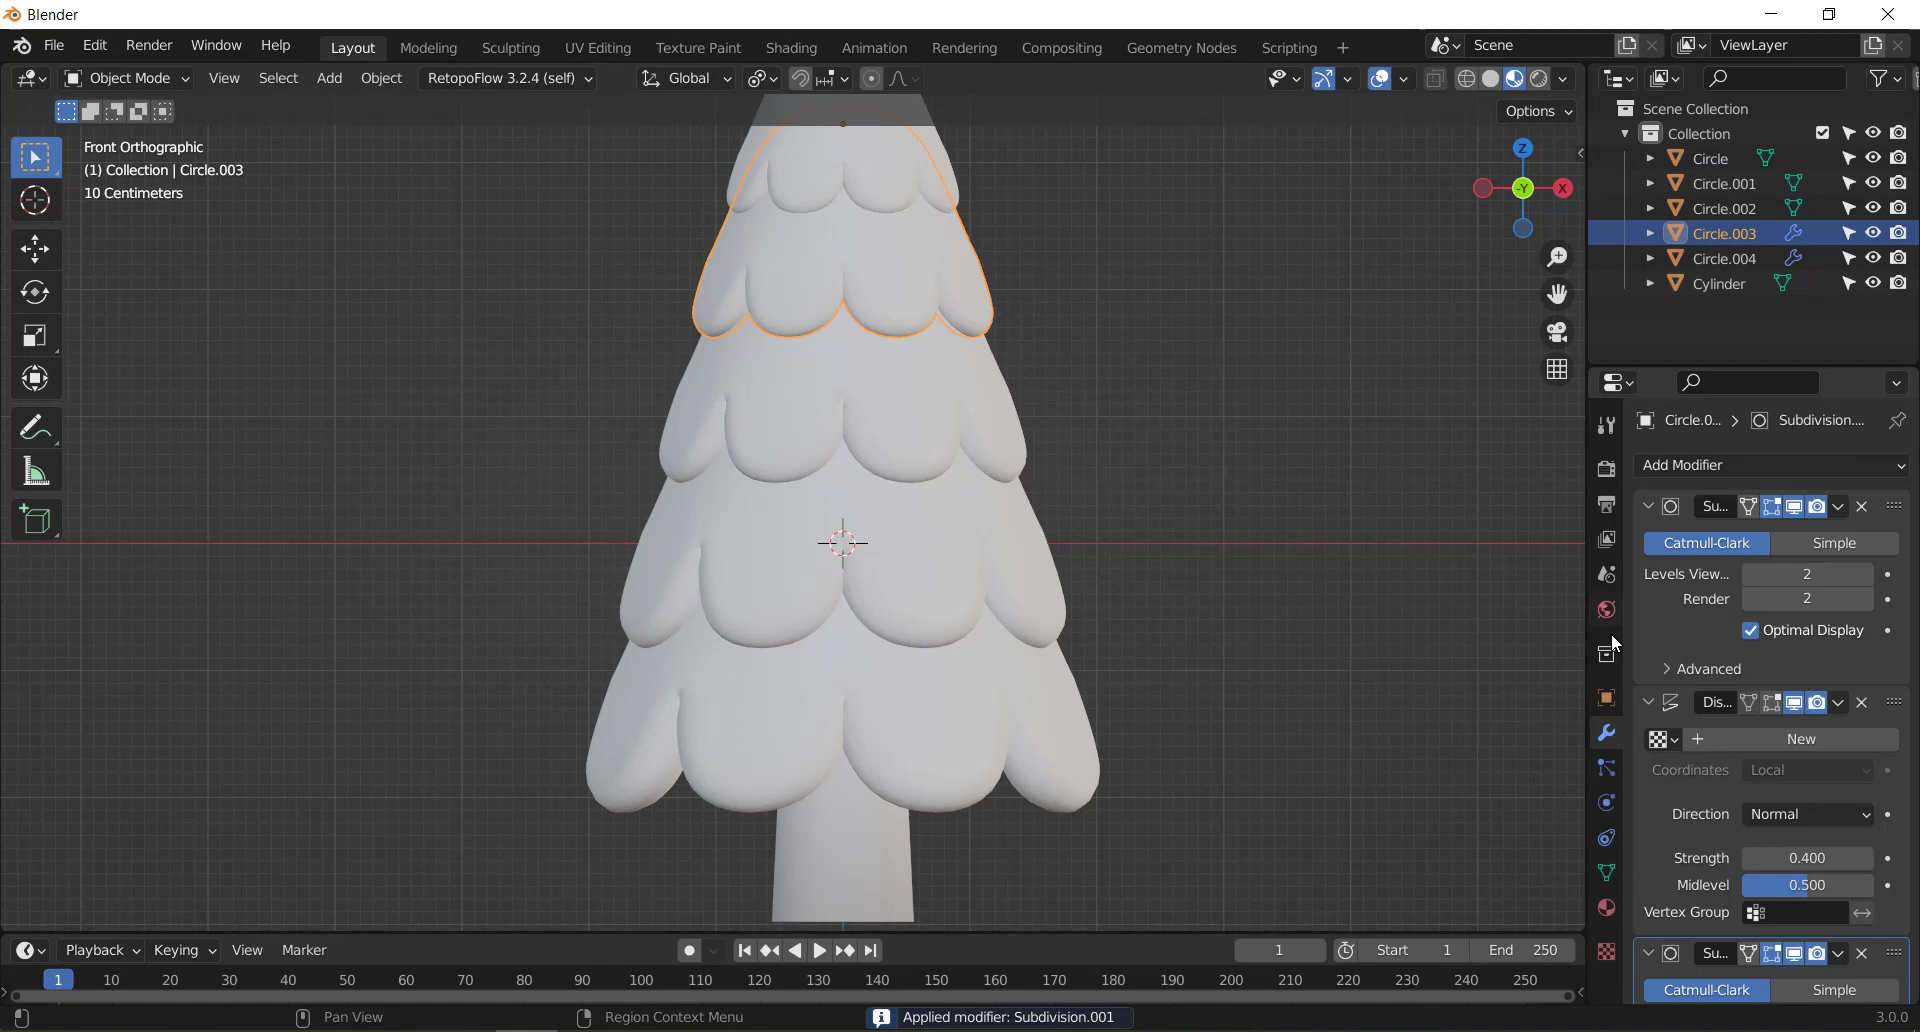 Blender
File Edit Render Window Help Layout Modeling Sculpting UV Editing Texture Paint Shading Animation Rendering Compositing Geometry Nodes Scripting + Scene ViewLayer
Object Mode View Select Add Object RetopoFlow 3.2.4 (self) Global
Options
Front Orthographic
(1) Collection | Circle.003
10 Centimeters
Z
-Y X
Scene Collection
Collection
Circle
Circle.001
Circle.002
Circle.003
Circle.004
Cylinder
Circle.0... > Subdivision....
Add Modifier
Su...
Catmull-Clark Simple
Levels View... 2
Render 2
Optimal Display
Advanced
Dis...
New
Coordinates Local
Direction Normal
Strength 0.400
Midlevel 0.500
Vertex Group
Su...
Catmull-Clark Simple
Playback Keying View Marker 1 Start 1 End 250
1 10 20 30 40 50 60 70 80 90 100 110 120 130 140 150 160 170 180 190 200 210 220 230 240 250
Pan View Region Context Menu Applied modifier: Subdivision.001 3.0.0